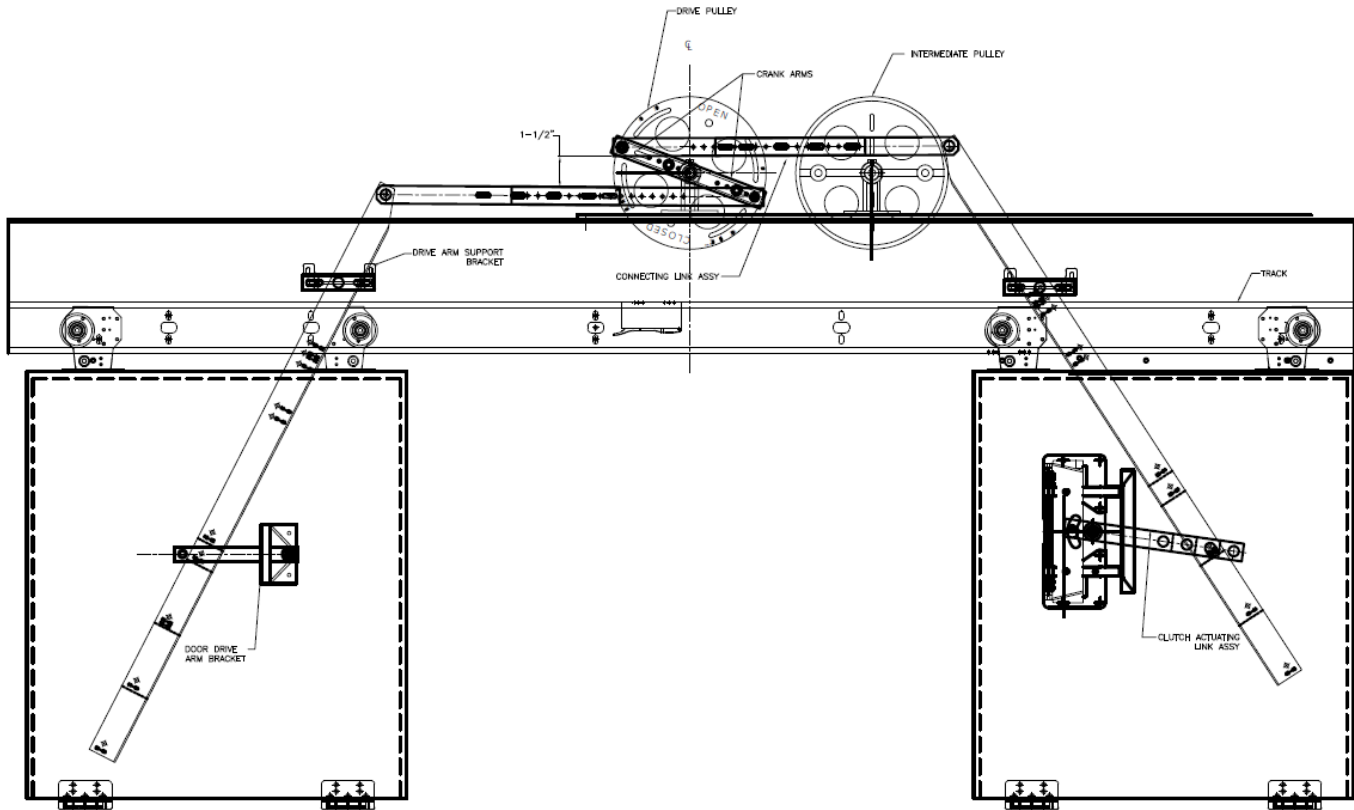 DRIVE PULLEY
℄
INTERMEDIATE PULLEY
CRANK ARMS
OPEN
1-1/2"
CLOSED
DRIVE ARM SUPPORT
BRACKET
CONNECTING LINK ASSY
TRACK
DOOR DRIVE
ARM BRACKET
CLUTCH ACTUATING
LINK ASSY